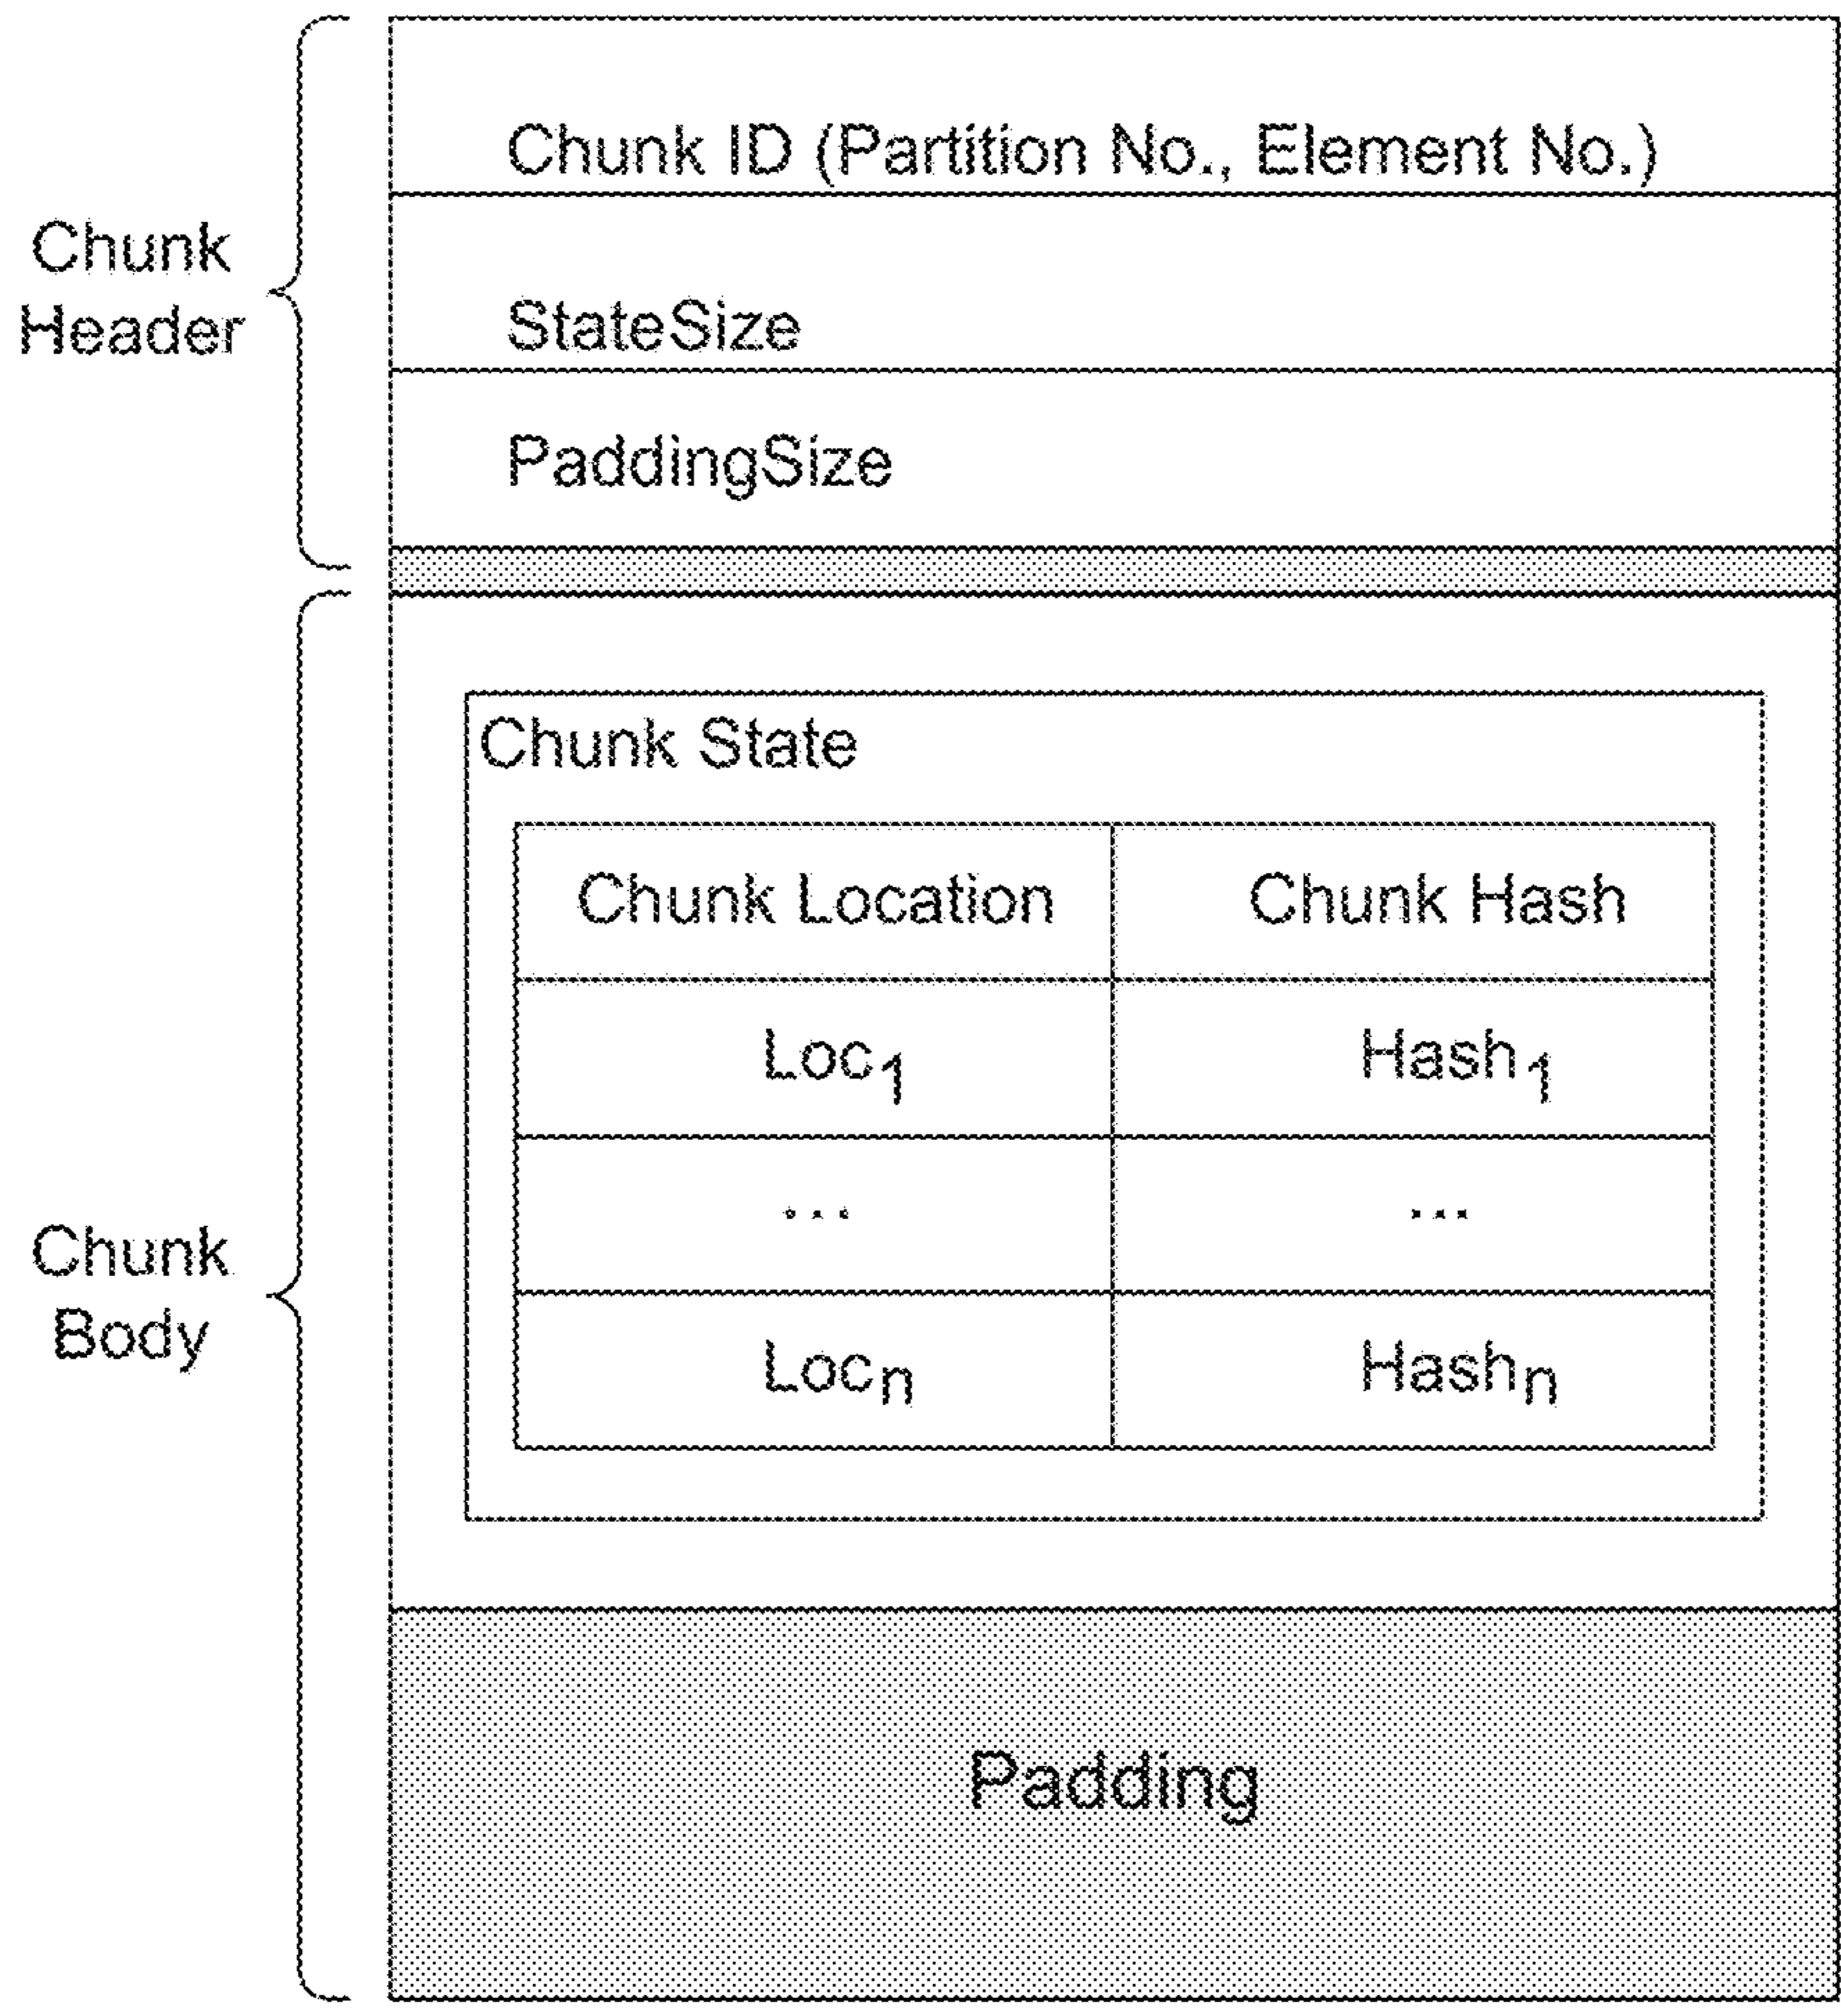 Chunk ID (Partition No., Element No.)
Chunk
Header
StateSize
PaddingSize
Chunk State
Chunk Location Chunk Hash
Loc₁ Hash₁
... ...
Locₙ Hashₙ
Chunk
Body
Padding